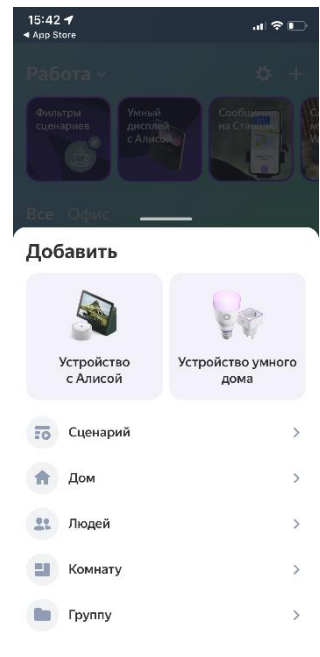 15:42
◀ App Store
Работа
Фильтры
сценариев
Умный
дисплей
с Алисой
Сообщения
из Станции
Все Офис
Добавить
Устройство
с Алисой
Устройство умного
дома
Сценарий
Дом
Людей
Комнату
Группу